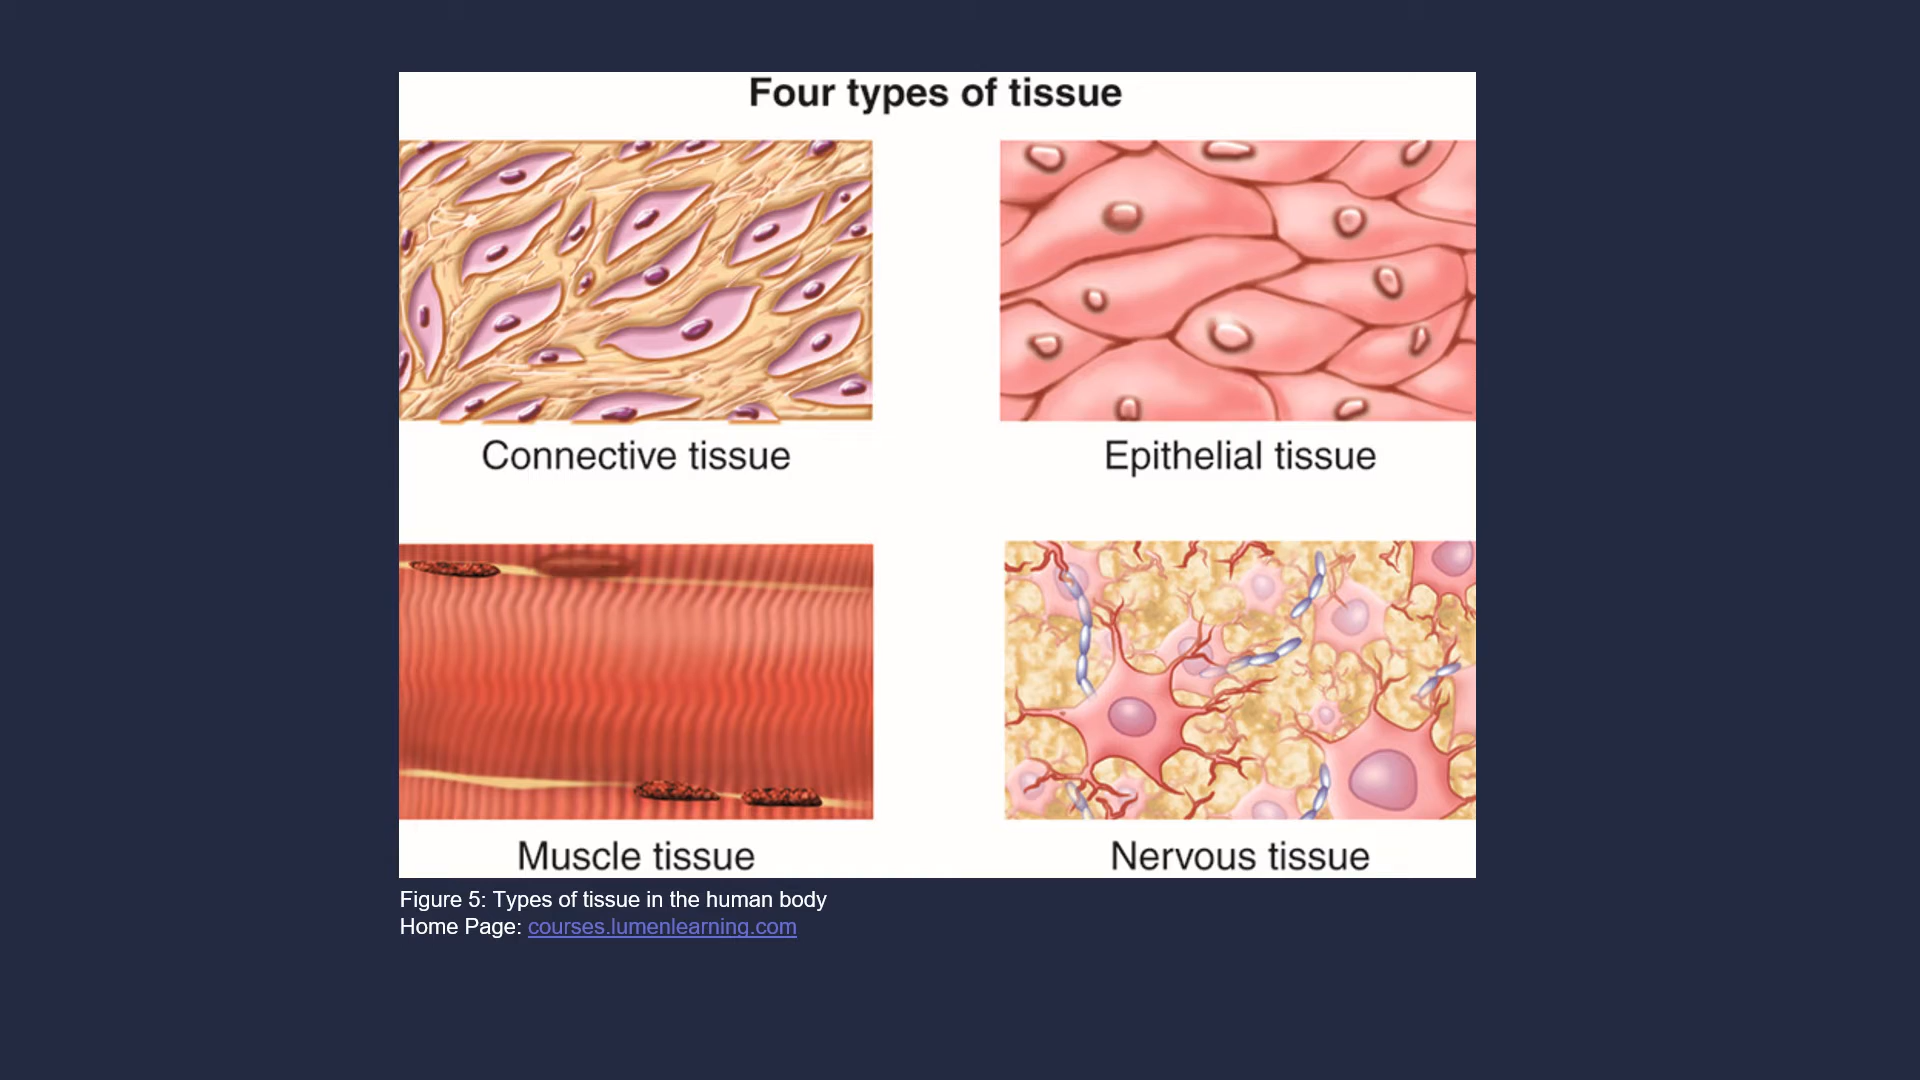 Four types of tissue
Connective tissue
Epithelial tissue
Muscle tissue
Nervous tissue
Figure 5: Types of tissue in the human body
Home Page: courses.lumenlearning.com